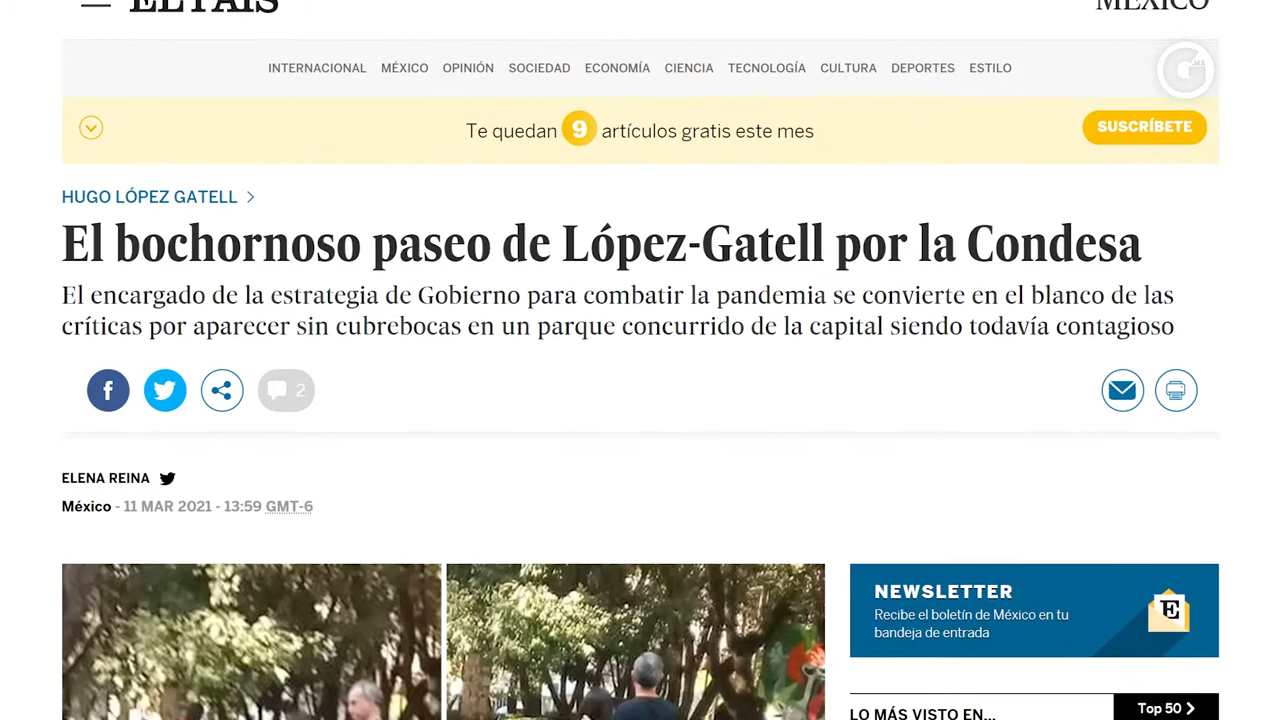 EL PAÍS
MÉXICO
INTERNACIONAL MÉXICO OPINIÓN SOCIEDAD ECONOMÍA CIENCIA TECNOLOGÍA CULTURA DEPORTES ESTILO
Te quedan 9 artículos gratis este mes
SUSCRÍBETE
HUGO LÓPEZ GATELL
El bochornoso paseo de López-Gatell por la Condesa
El encargado de la estrategia de Gobierno para combatir la pandemia se convierte en el blanco de las
críticas por aparecer sin cubrebocas en un parque concurrido de la capital siendo todavía contagioso
2
ELENA REINA
México - 11 MAR 2021 - 13:59 GMT-6
NEWSLETTER
Recibe el boletín de México en tu
bandeja de entrada
E
LO MÁS VISTO EN...
Top 50